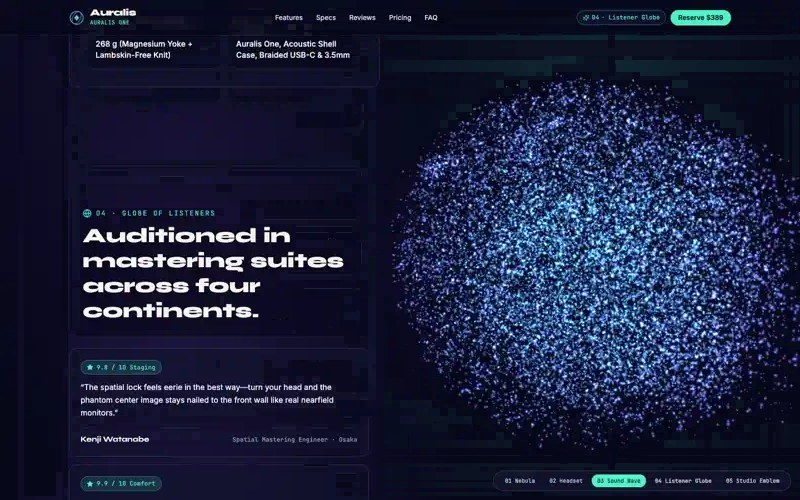 Auralis
AURALIS ONE
Features
Specs
Reviews
Pricing
FAQ
04 · Listener Globe
Reserve $389
268 g (Magnesium Yoke +
Lambskin-Free Knit)
Auralis One, Acoustic Shell
Case, Braided USB-C & 3.5mm
04 · GLOBE OF LISTENERS
Auditioned in
mastering suites
across four
continents.
9.8 / 10 Staging
“The spatial lock feels eerie in the best way—turn your head and the
phantom center image stays nailed to the front wall like real nearfield
monitors.”
Kenji Watanabe
Spatial Mastering Engineer · Osaka
9.9 / 10 Comfort
01 Nebula
02 Headset
03 Sound Wave
04 Listener Globe
05 Studio Emblem